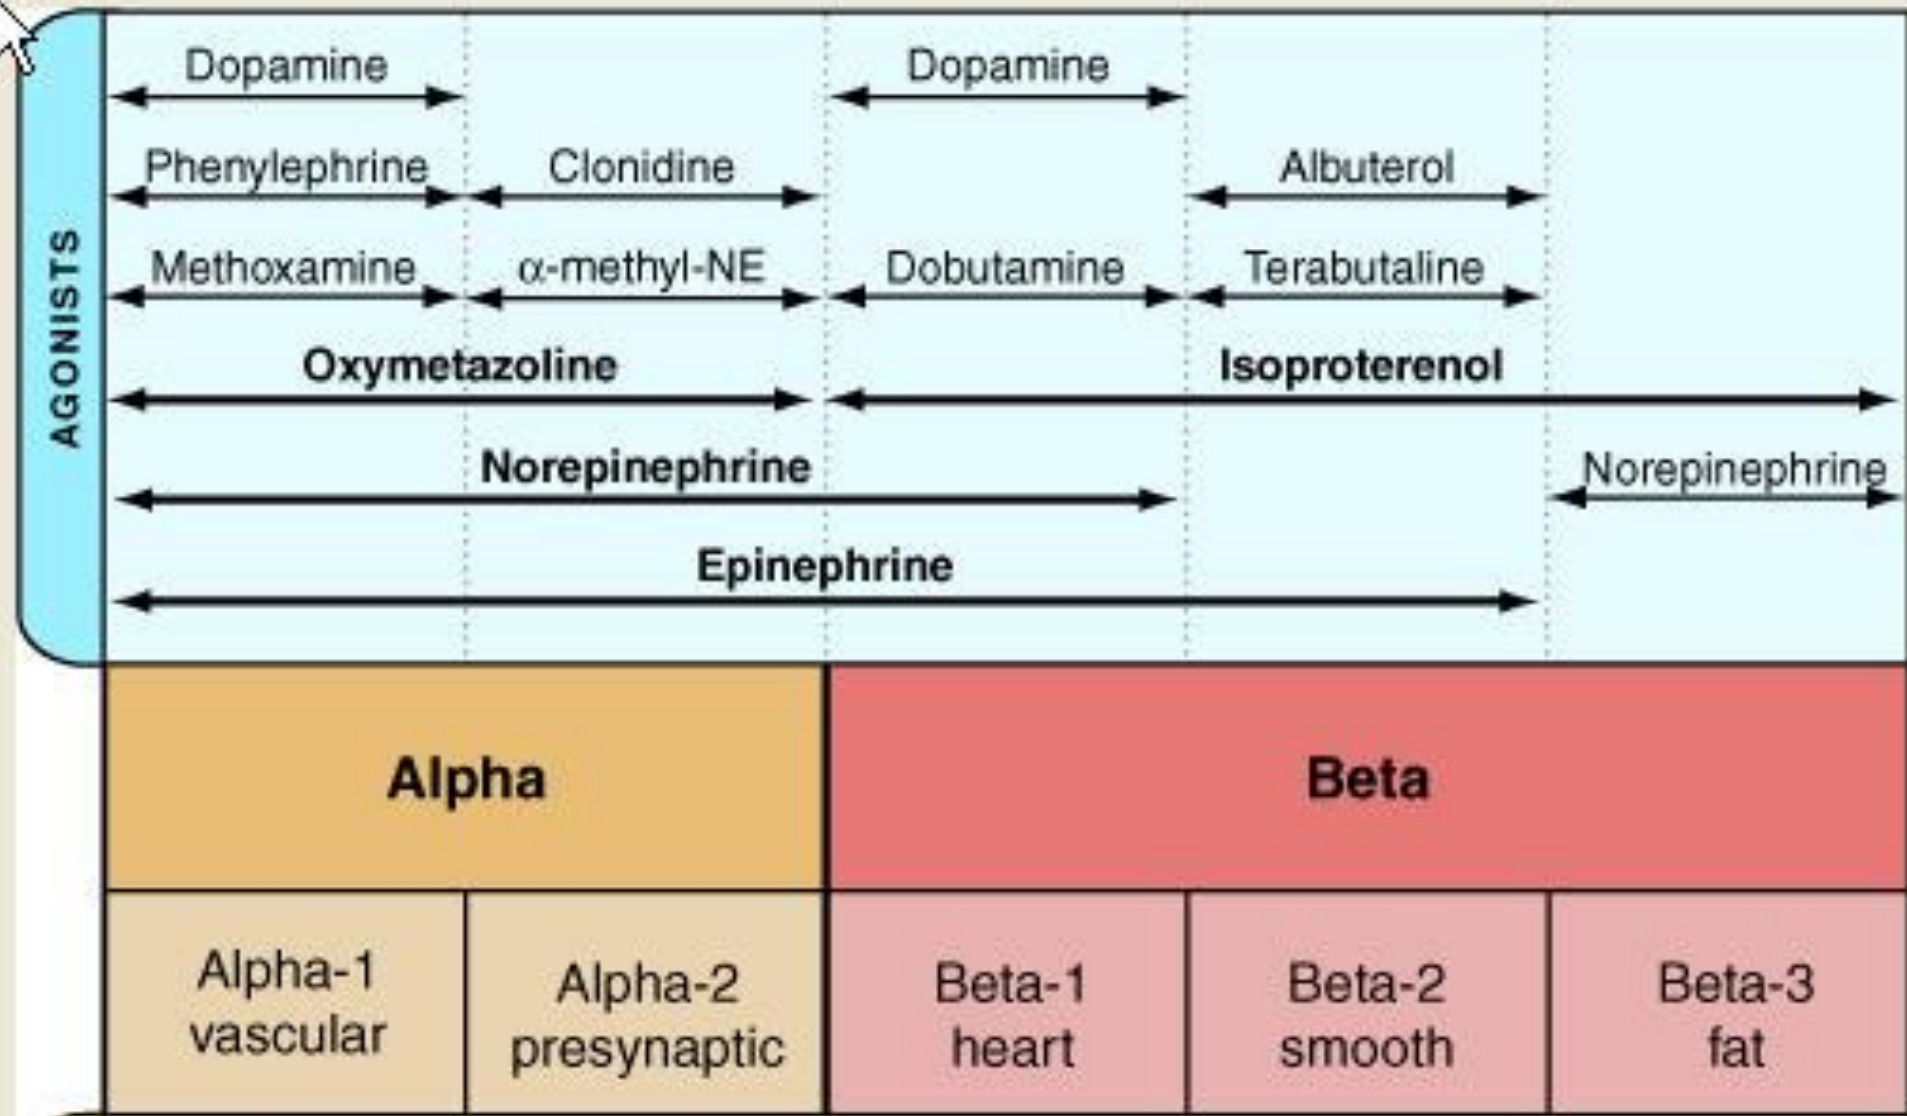 AGONISTS
Dopamine Dopamine
Phenylephrine Clonidine Albuterol
Methoxamine α-methyl-NE Dobutamine Terabutaline
Oxymetazoline Isoproterenol
Norepinephrine Norepinephrine
Epinephrine
Alpha Beta
Alpha-1 vascular
Alpha-2 presynaptic
Beta-1 heart
Beta-2 smooth
Beta-3 fat